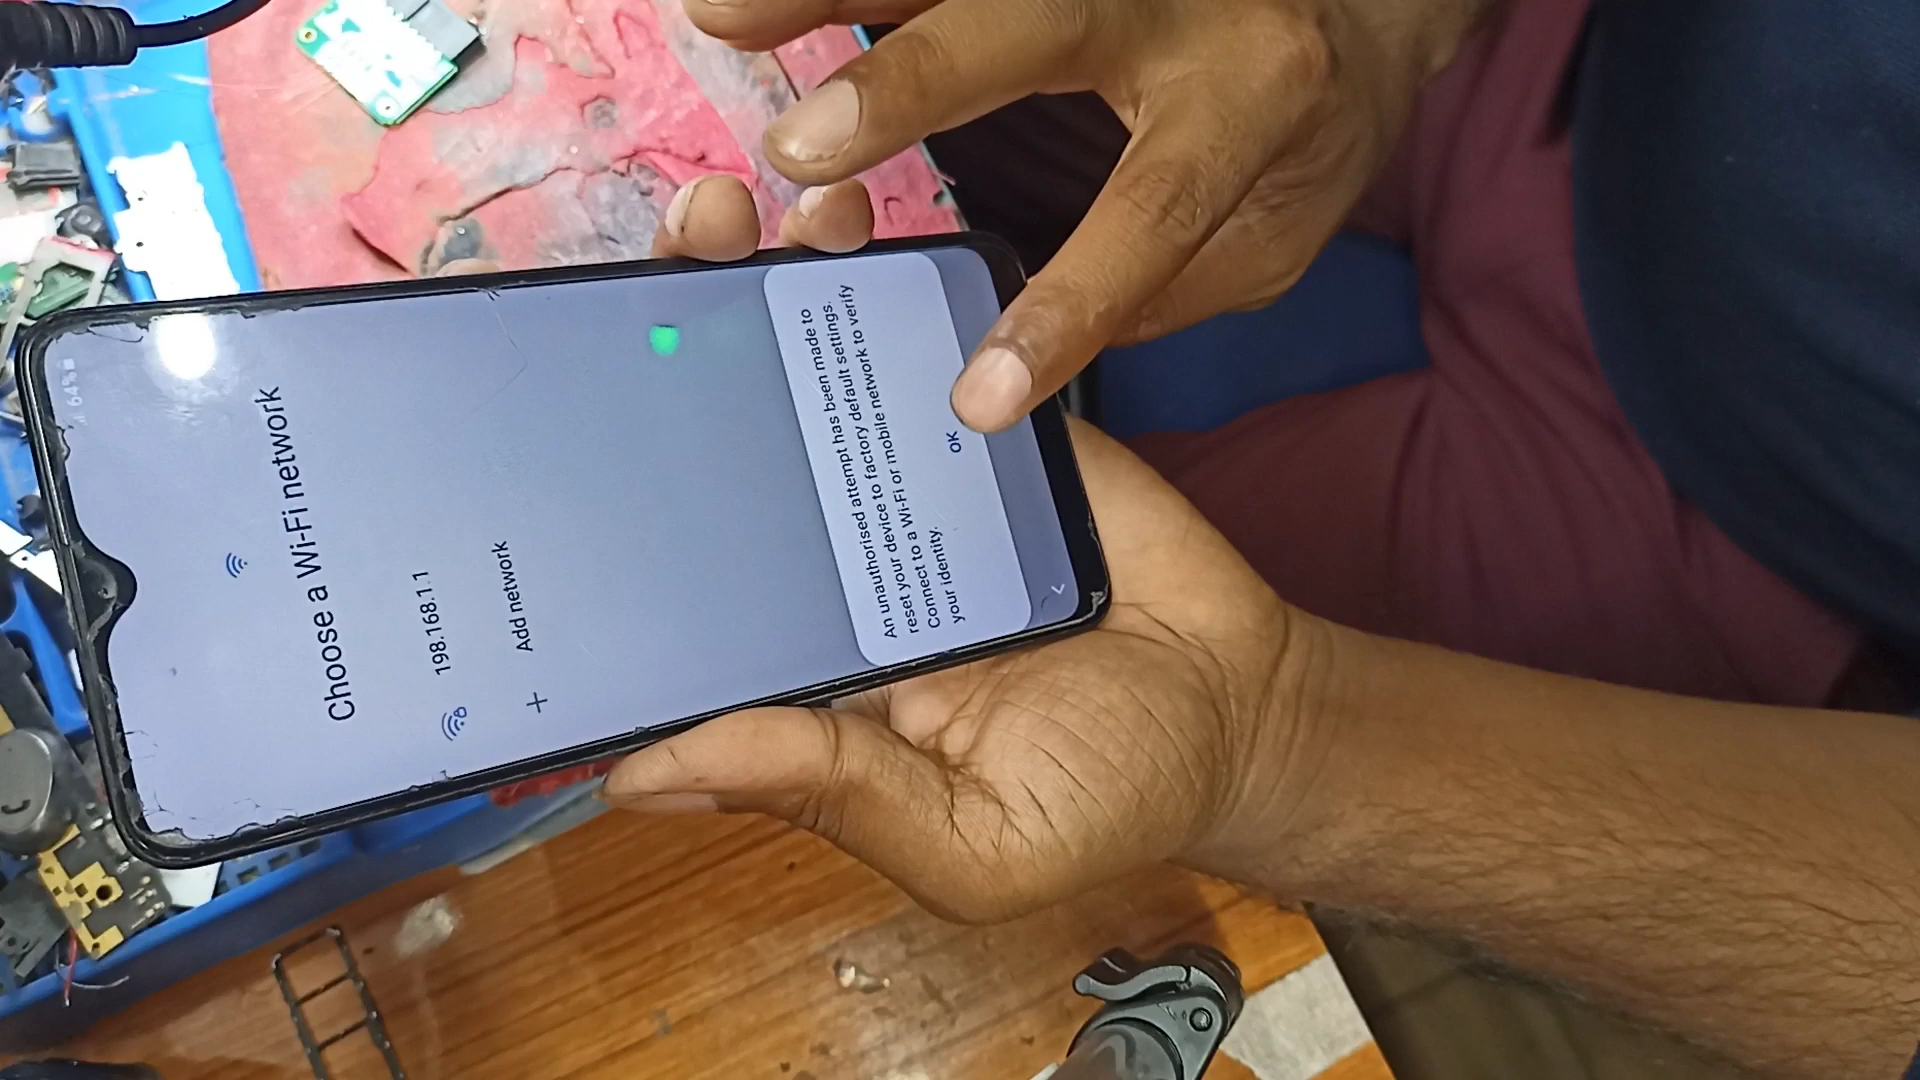 64%
Choose a Wi-Fi network
198.168.1.1
Add network
An unauthorised attempt has been made to
reset your device to factory default settings.
Connect to a Wi-Fi or mobile network to verify
your identity.
OK